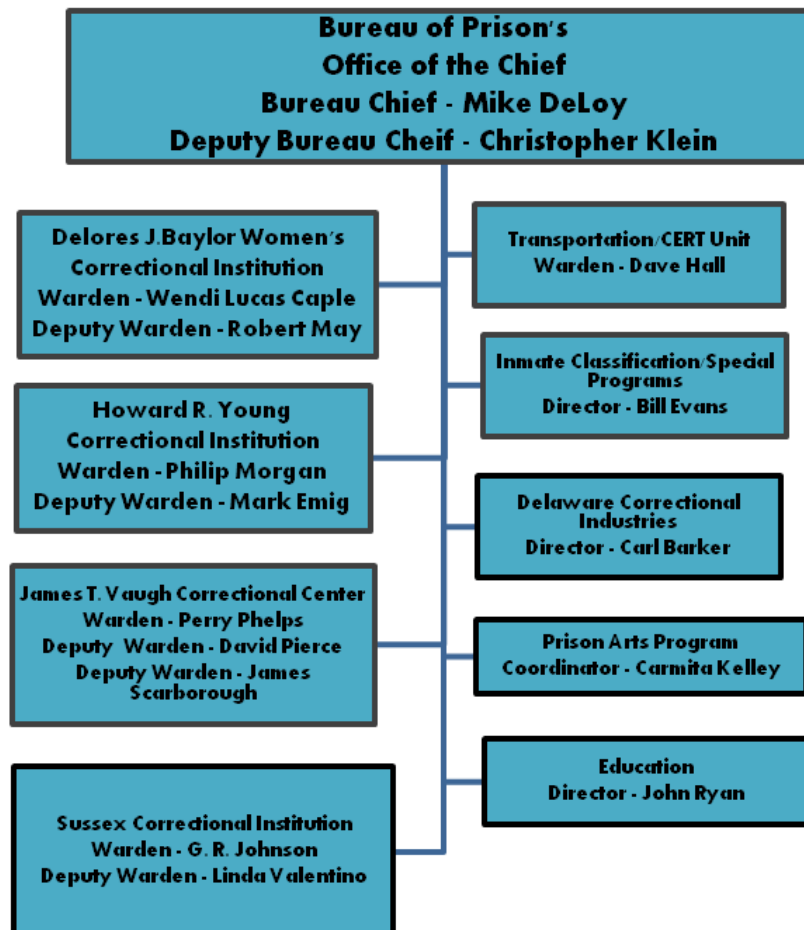 Bureau of Prison's
Office of the Chief
Bureau Chief - Mike DeLoy
Deputy Bureau Cheif - Christopher Klein
Delores J.Baylor Women's
Correctional Institution
Warden - Wendi Lucas Caple
Deputy Warden - Robert May
Transportation/CERT Unit
Warden - Dave Hall
Inmate Classification/Special
Programs
Director - Bill Evans
Howard R. Young
Correctional Institution
Warden - Philip Morgan
Deputy Warden - Mark Emig
Delaware Correctional
Industries
Director - Carl Barker
James T. Vaugh Correctional Center
Warden - Perry Phelps
Deputy Warden - David Pierce
Deputy Warden - James
Scarborough
Prison Arts Program
Coordinator - Carmita Kelley
Education
Director - John Ryan
Sussex Correctional Institution
Warden - G. R. Johnson
Deputy Warden - Linda Valentino